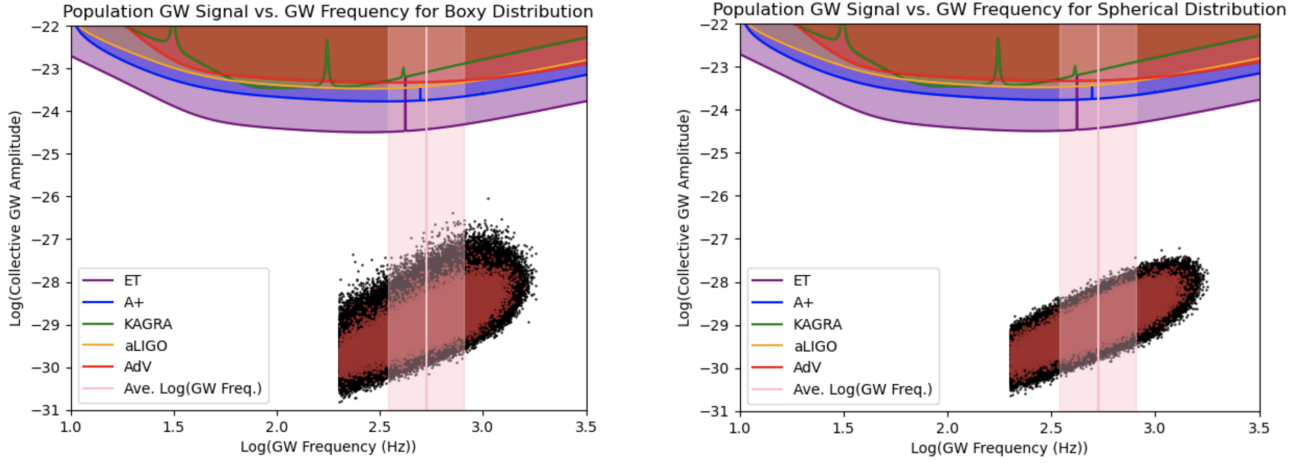 Population GW Signal vs. GW Frequency for Boxy Distribution
Log(Collective GW Amplitude)
−22
−23
−24
−25
−26
−27
−28
−29
−30
−31
ET
A+
KAGRA
aLIGO
AdV
Ave. Log(GW Freq.)
1.0 1.5 2.0 2.5 3.0 3.5
Log(GW Frequency (Hz))
Population GW Signal vs. GW Frequency for Spherical Distribution
Log(Collective GW Amplitude)
−22
−23
−24
−25
−26
−27
−28
−29
−30
−31
ET
A+
KAGRA
aLIGO
AdV
Ave. Log(GW Freq.)
1.0 1.5 2.0 2.5 3.0 3.5
Log(GW Frequency (Hz))